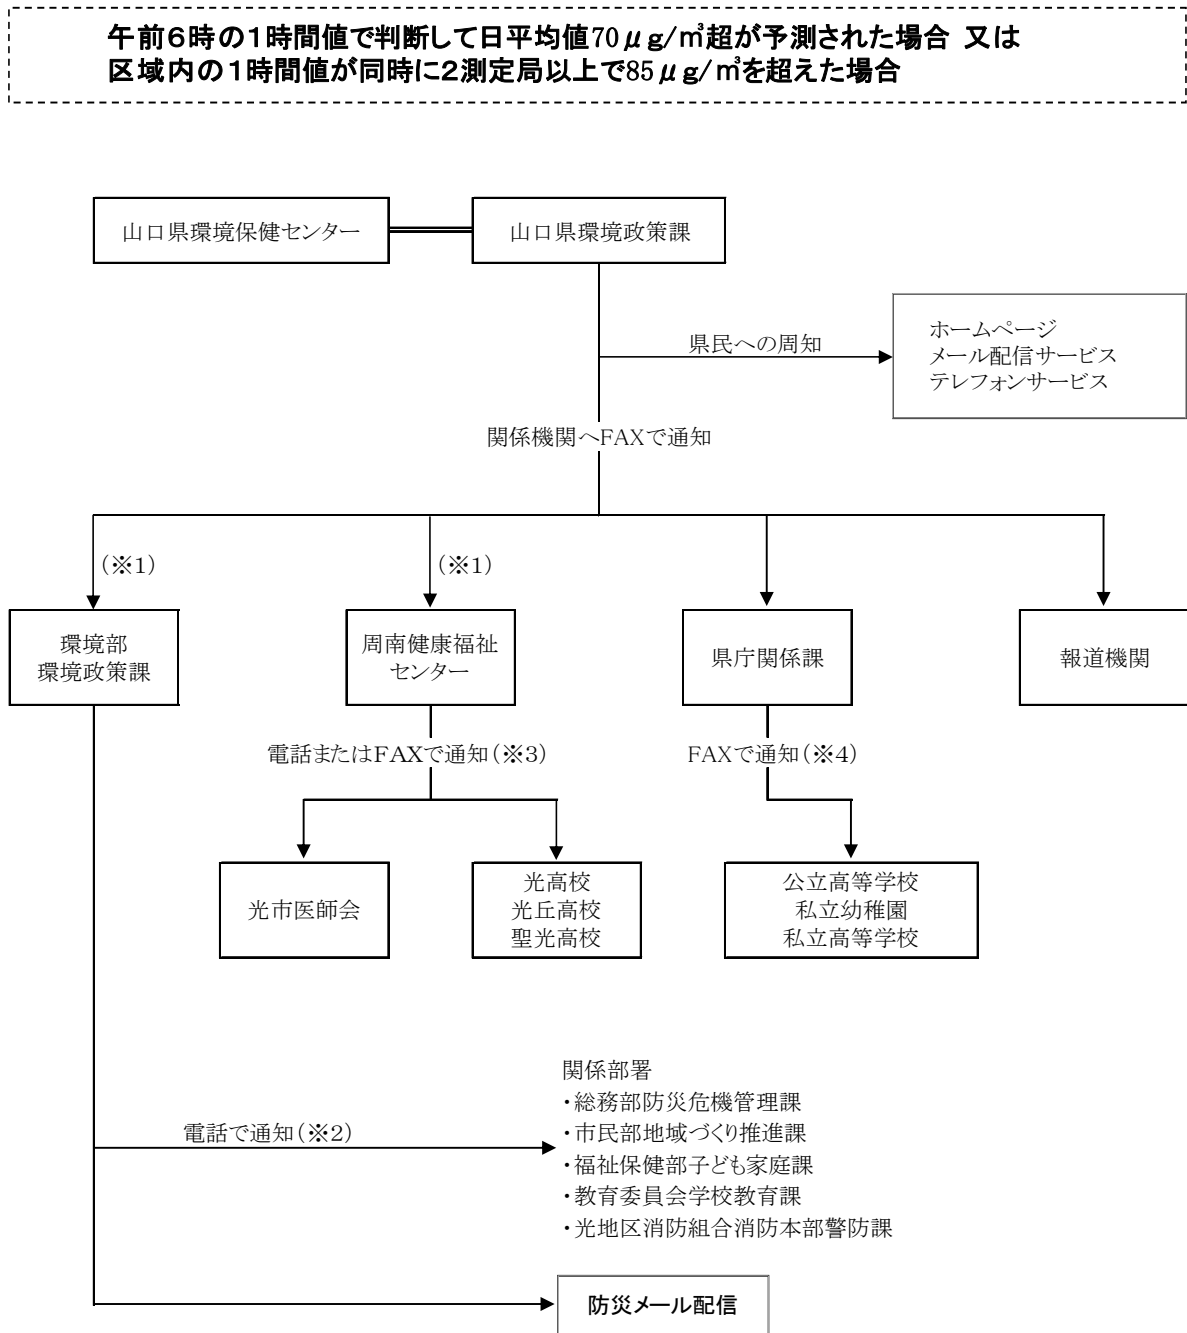 午前6時の1時間値で判断して日平均値70μg/㎥超が予測された場合 又は
区域内の1時間値が同時に2測定局以上で85μg/㎥を超えた場合
山口県環境保健センター
山口県環境政策課
県民への周知
ホームページ
メール配信サービス
テレフォンサービス
関係機関へFAXで通知
(※1)
(※1)
環境部
環境政策課
周南健康福祉
センター
県庁関係課
報道機関
電話またはFAXで通知(※3)
FAXで通知(※4)
光市医師会
光高校
光丘高校
聖光高校
公立高等学校
私立幼稚園
私立高等学校
関係部署
・総務部防災危機管理課
電話で通知(※2)
・市民部地域づくり推進課
・福祉保健部子ども家庭課
・教育委員会学校教育課
・光地区消防組合消防本部警防課
防災メール配信